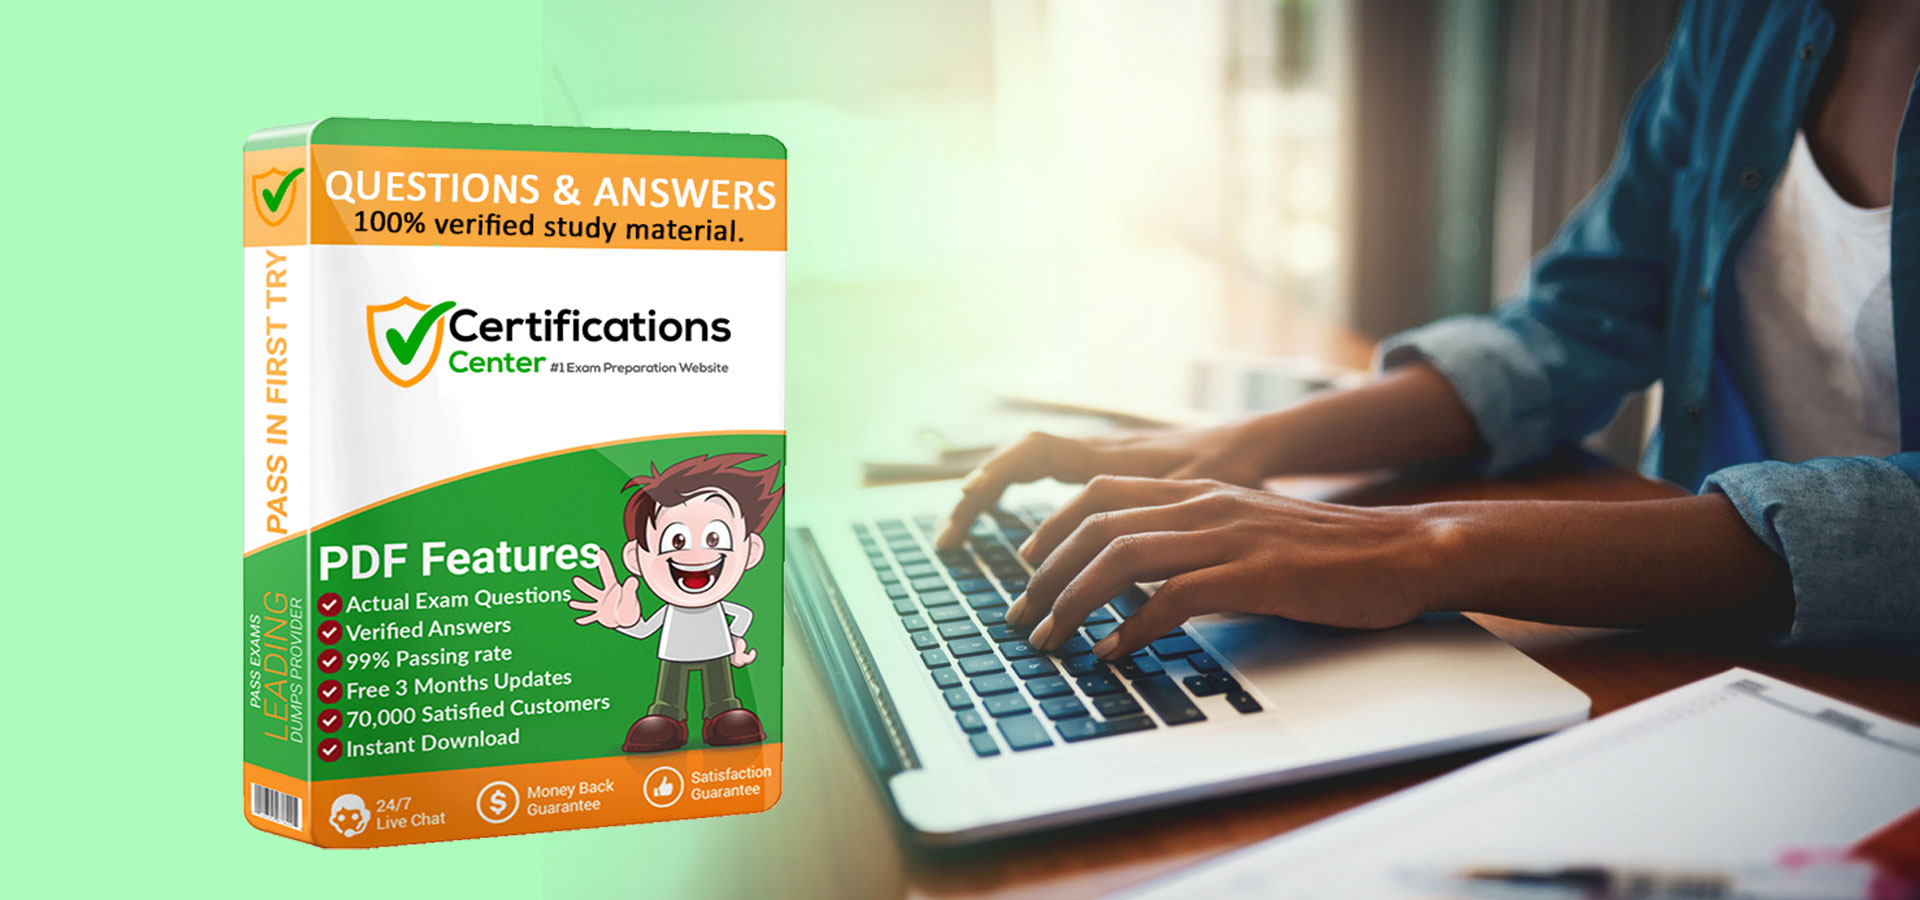 QUESTIONS & ANSWERS
100% verified study material.
PASS IN FIRST TRY
Certifications
Center #1 Exam Preparation Website
PDF Features
Actual Exam Questions
Verified Answers
99% Passing rate
Free 3 Months Updates
70,000 Satisfied Customers
Instant Download
PASS EXAMS
LEADING
DUMPS PROVIDER
24/7
Live Chat
Money Back
Guarantee
Satisfaction
Guarantee